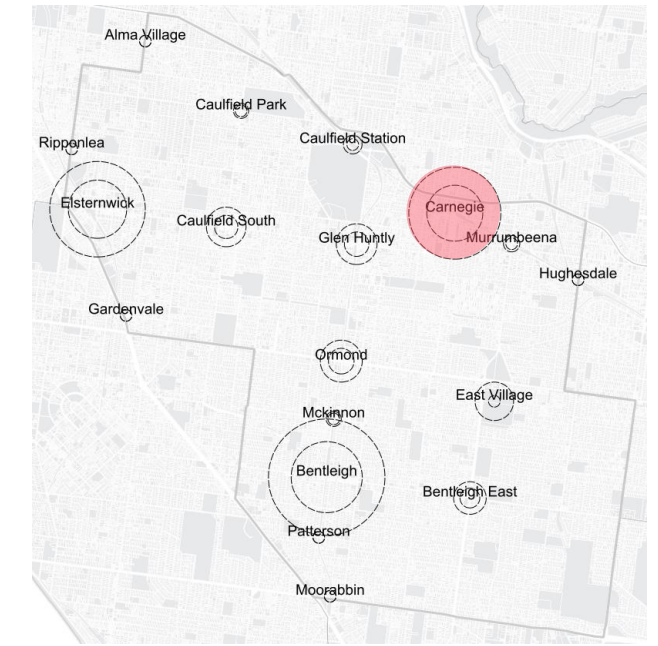 Alma Village
Caulfield Park
Caulfield Station
Ripponlea
Elsternwick
Carnegie
Caulfield South
Glen Huntly
Murrumbeena
Hughesdale
Gardenvale
Ormond
East Village
Mckinnon
Bentleigh
Bentleigh East
Patterson
Moorabbin